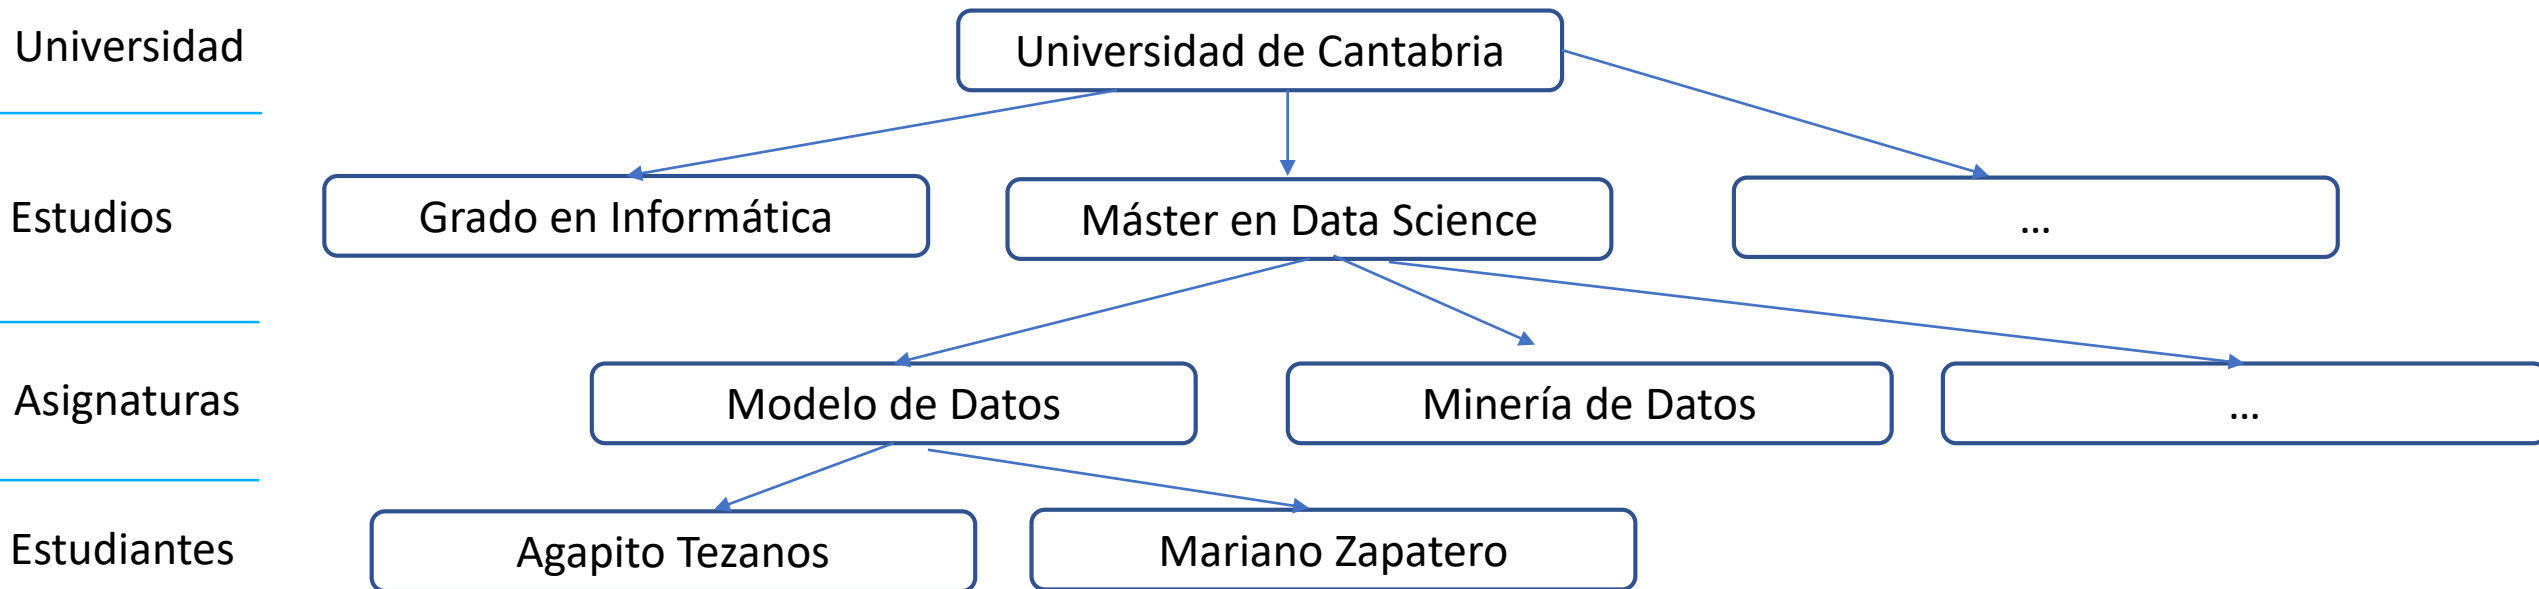 Universidad
Universidad de Cantabria
Estudios
Grado en Informática
Máster en Data Science
...
Asignaturas
Modelo de Datos
Minería de Datos
...
Estudiantes
Agapito Tezanos
Mariano Zapatero